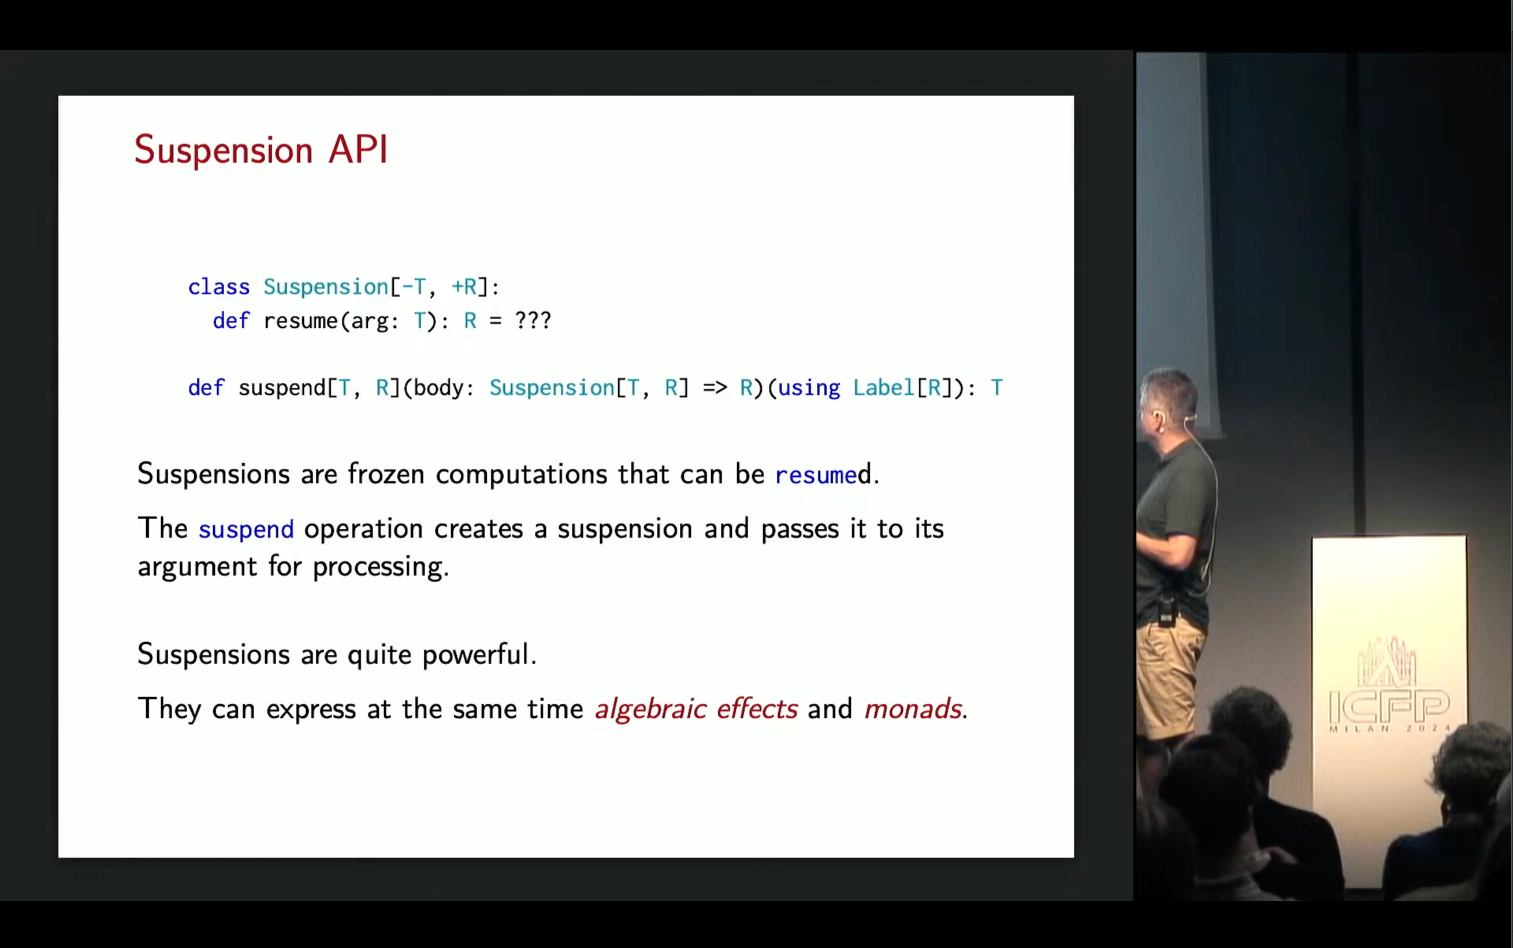 Suspension API
class Suspension[-T, +R]:
def resume(arg: T): R = ???
def suspend[T, R](body: Suspension[T, R] => R)(using Label[R]): T
Suspensions are frozen computations that can be resumed.
The suspend operation creates a suspension and passes it to its
argument for processing.
Suspensions are quite powerful.
They can express at the same time algebraic effects and monads.
ICFP
MILAN 2024